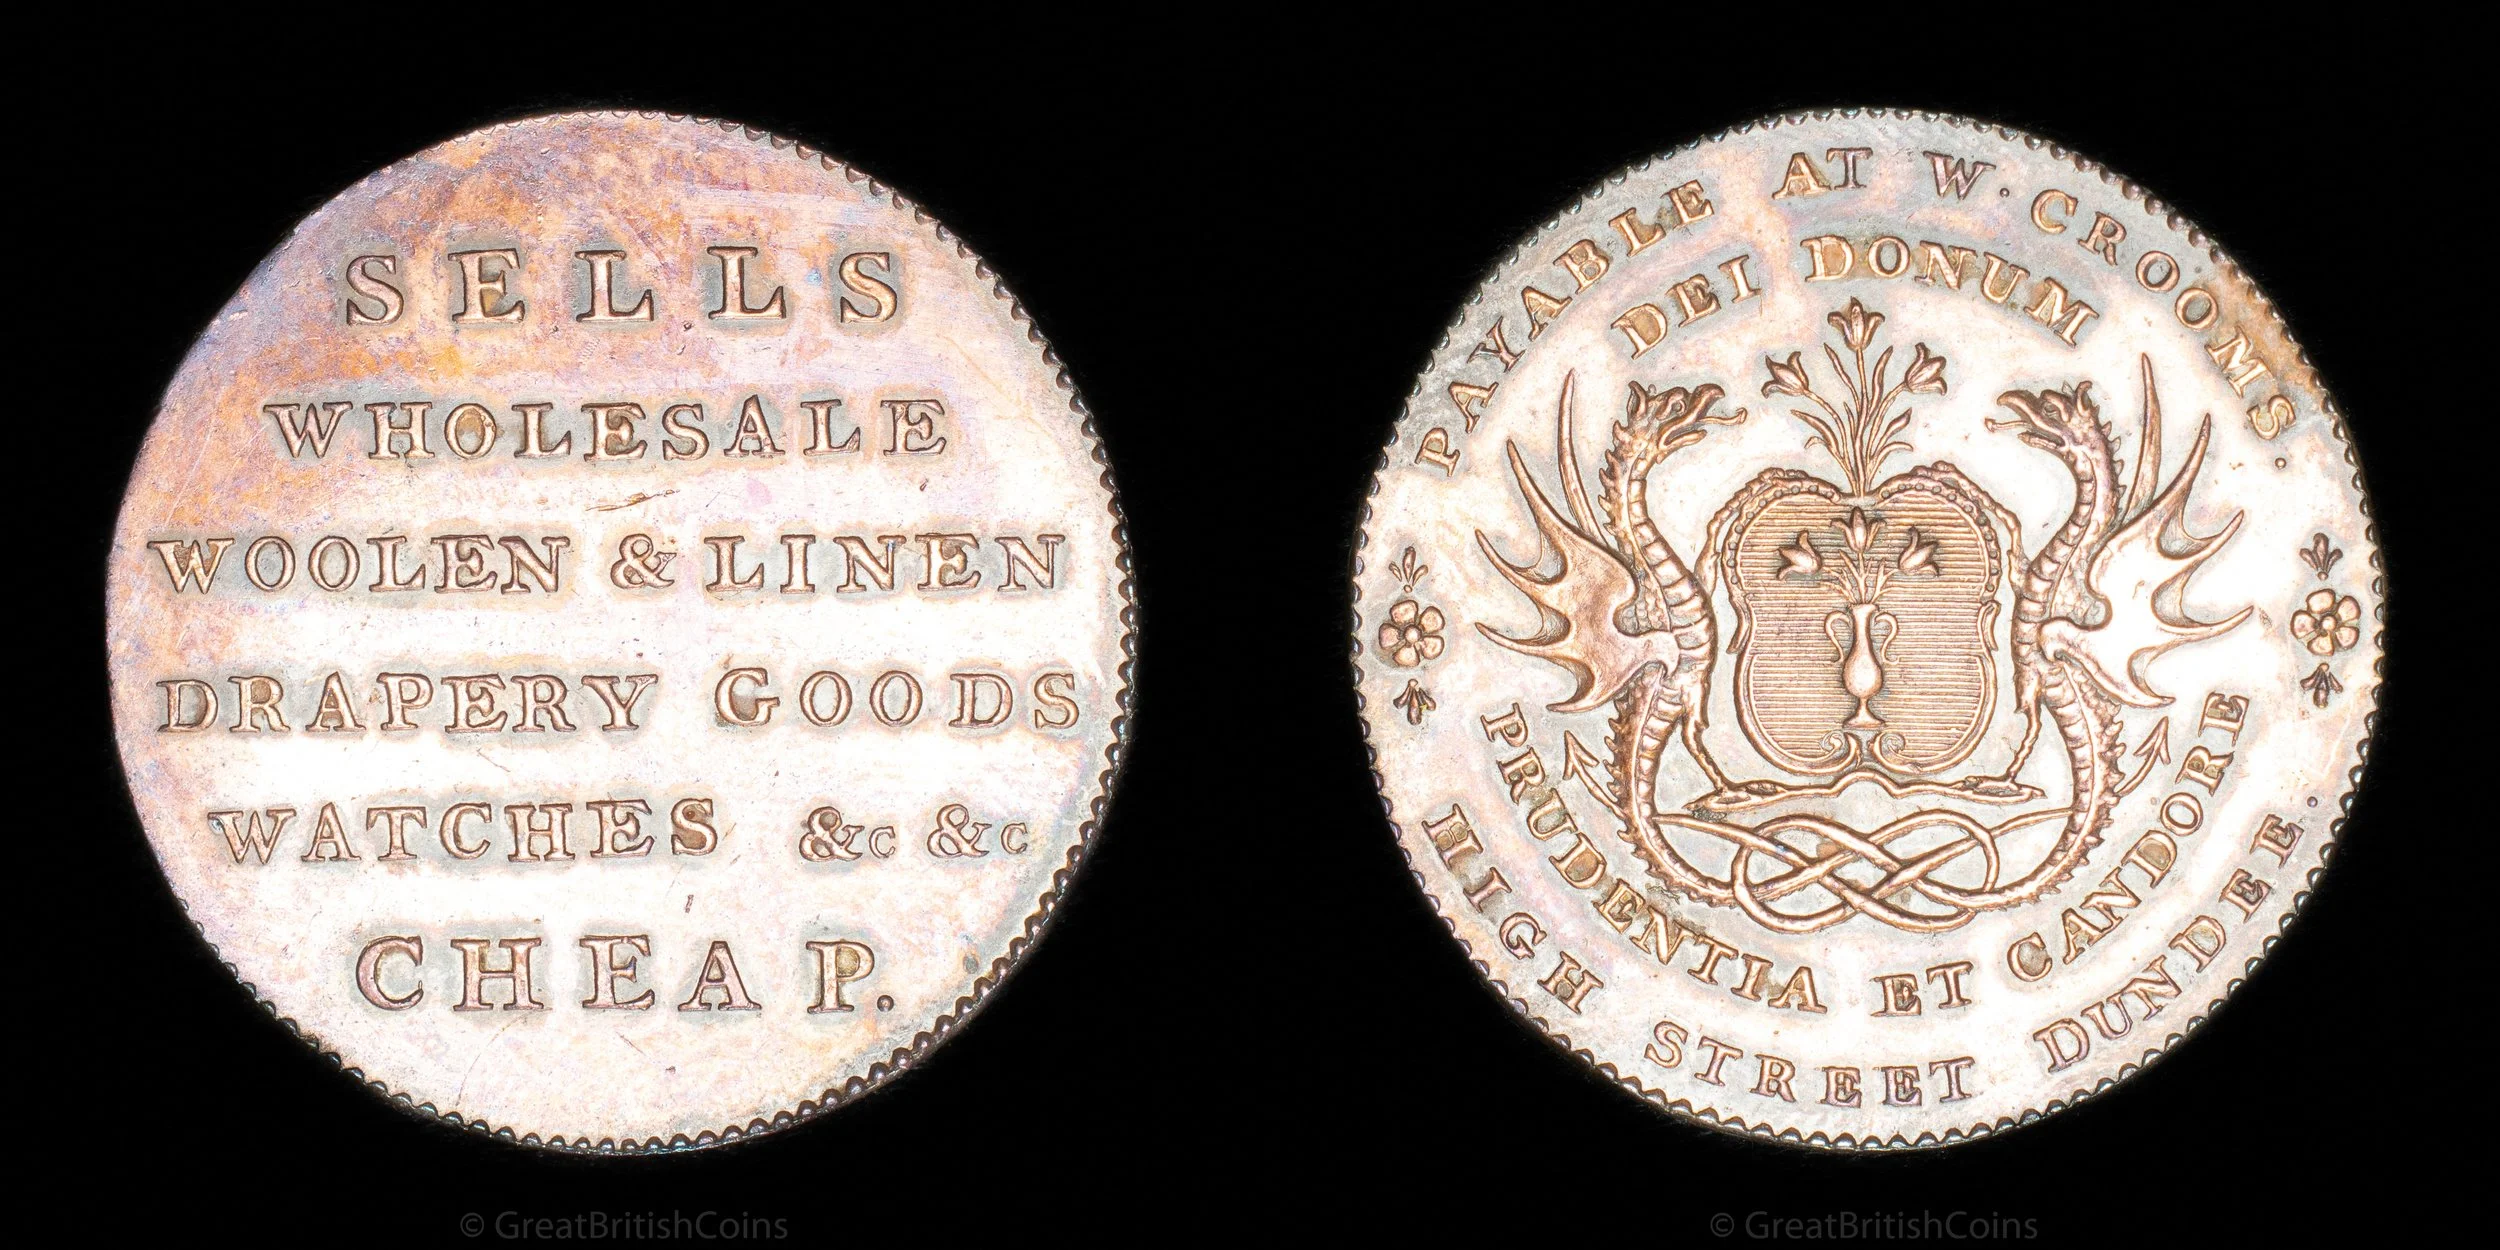 SELLS
WHOLESALE
WOOLEN & LINEN
DRAPERY GOODS
WATCHES &c &c
CHEAP.
PAYABLE AT W. CROOMS.
DEI DONUM
PRUDENTIA ET CANDORE
HIGH STREET DUNDEE.
© GreatBritishCoins
© GreatBritishCoins